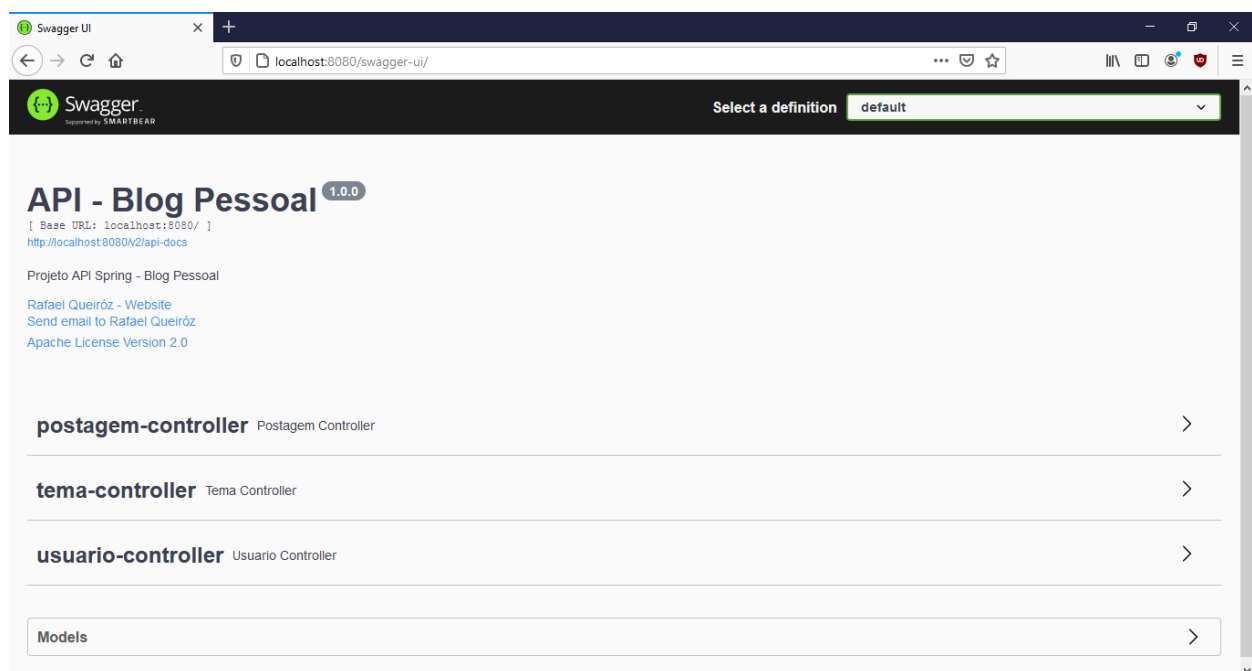 Swagger UI
localhost:8080/swagger-ui/
Swagger.
Supported by SMARTBEAR
Select a definition default
API - Blog Pessoal 1.0.0
[ Base URL: localhost:8080/ ]
http://localhost:8080/v2/api-docs
Projeto API Spring - Blog Pessoal
Rafael Queiróz - Website
Send email to Rafael Queiróz
Apache License Version 2.0
postagem-controller Postagem Controller
tema-controller Tema Controller
usuario-controller Usuario Controller
Models